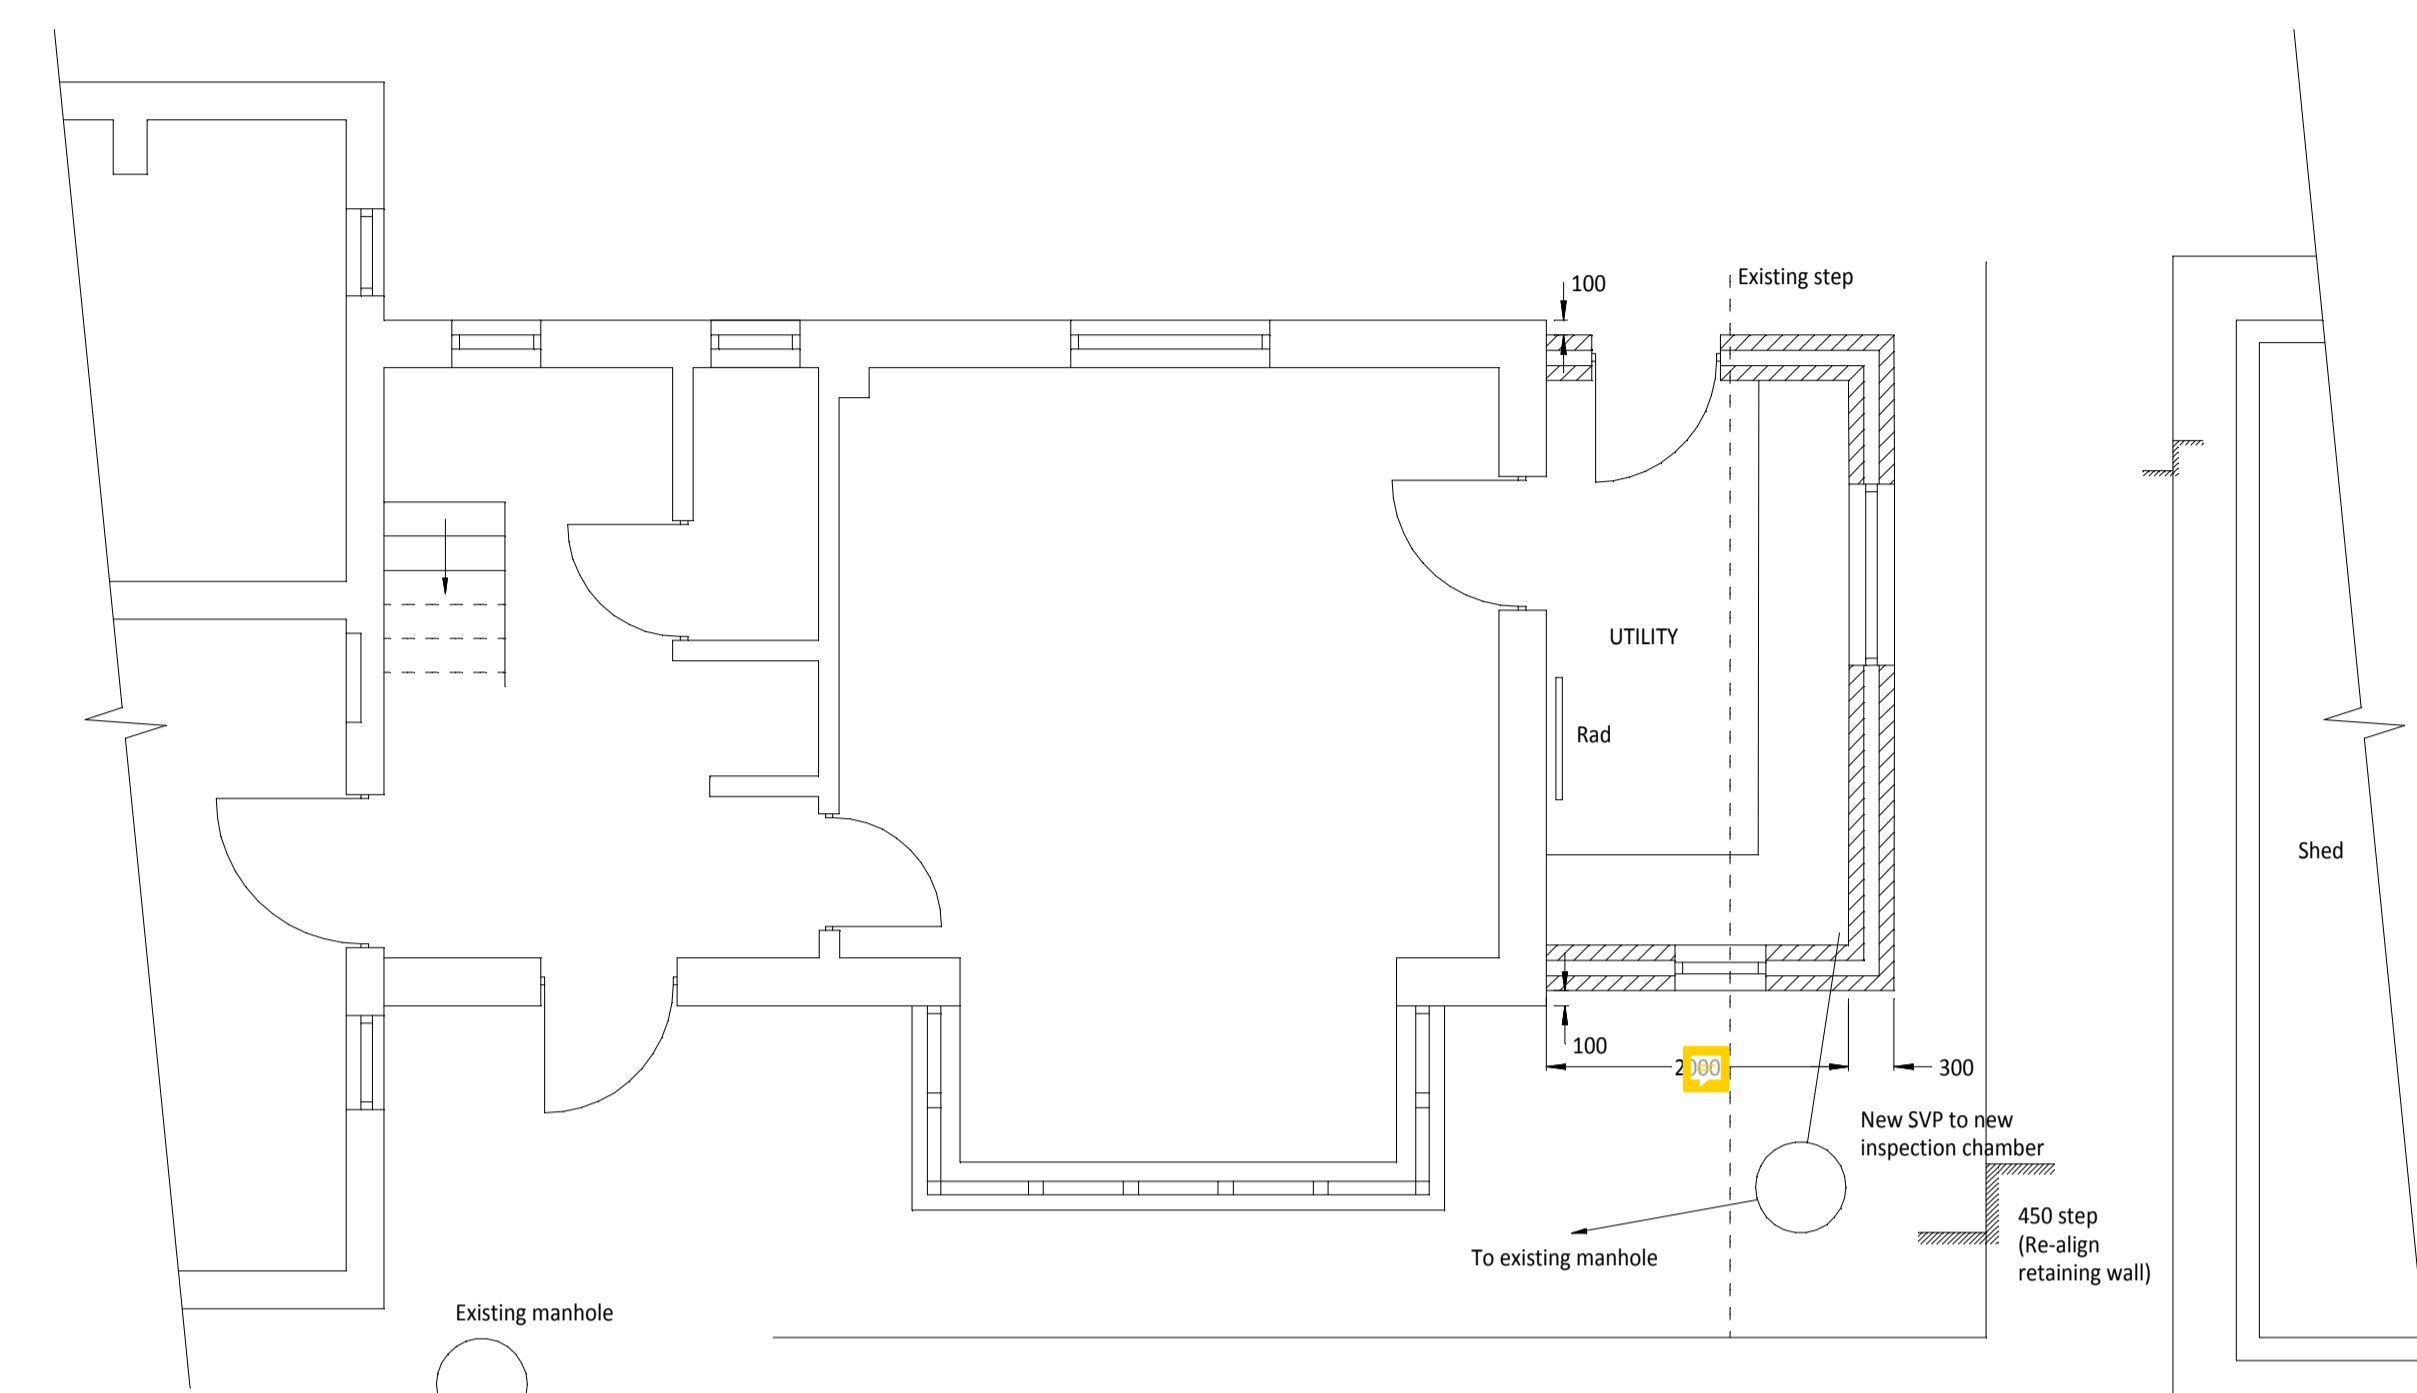 100
Existing step
UTILITY
Rad
Shed
100
2000
300
New SVP to new
inspection chamber
450 step
(Re-align
retaining wall)
To existing manhole
Existing manhole